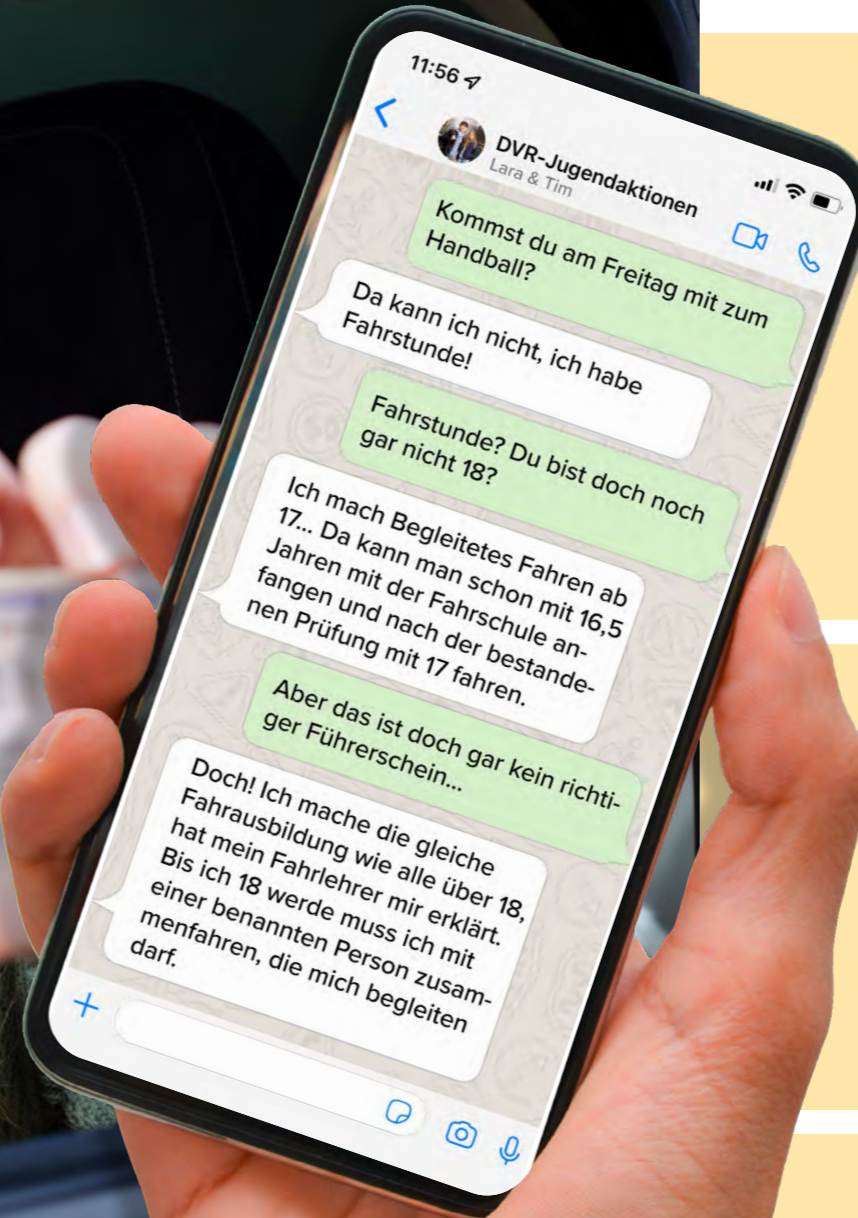 11:56
DVR-Jugendaktionen
Lara & Tim
Kommst du am Freitag mit zum
Handball?
Da kann ich nicht, ich habe
Fahrstunde!
Fahrstunde? Du bist doch noch
gar nicht 18?
Ich mach Begleitetes Fahren ab
17... Da kann man schon mit 16,5
Jahren mit der Fahrschule an-
fangen und nach der bestande-
nen Prüfung mit 17 fahren.
Aber das ist doch gar kein richti-
ger Führerschein...
Doch! Ich mache die gleiche
Fahrausbildung wie alle über 18,
hat mein Fahrlehrer mir erklärt.
Bis ich 18 werde muss ich mit
einer benannten Person zusam-
menfahren, die mich begleiten
darf.